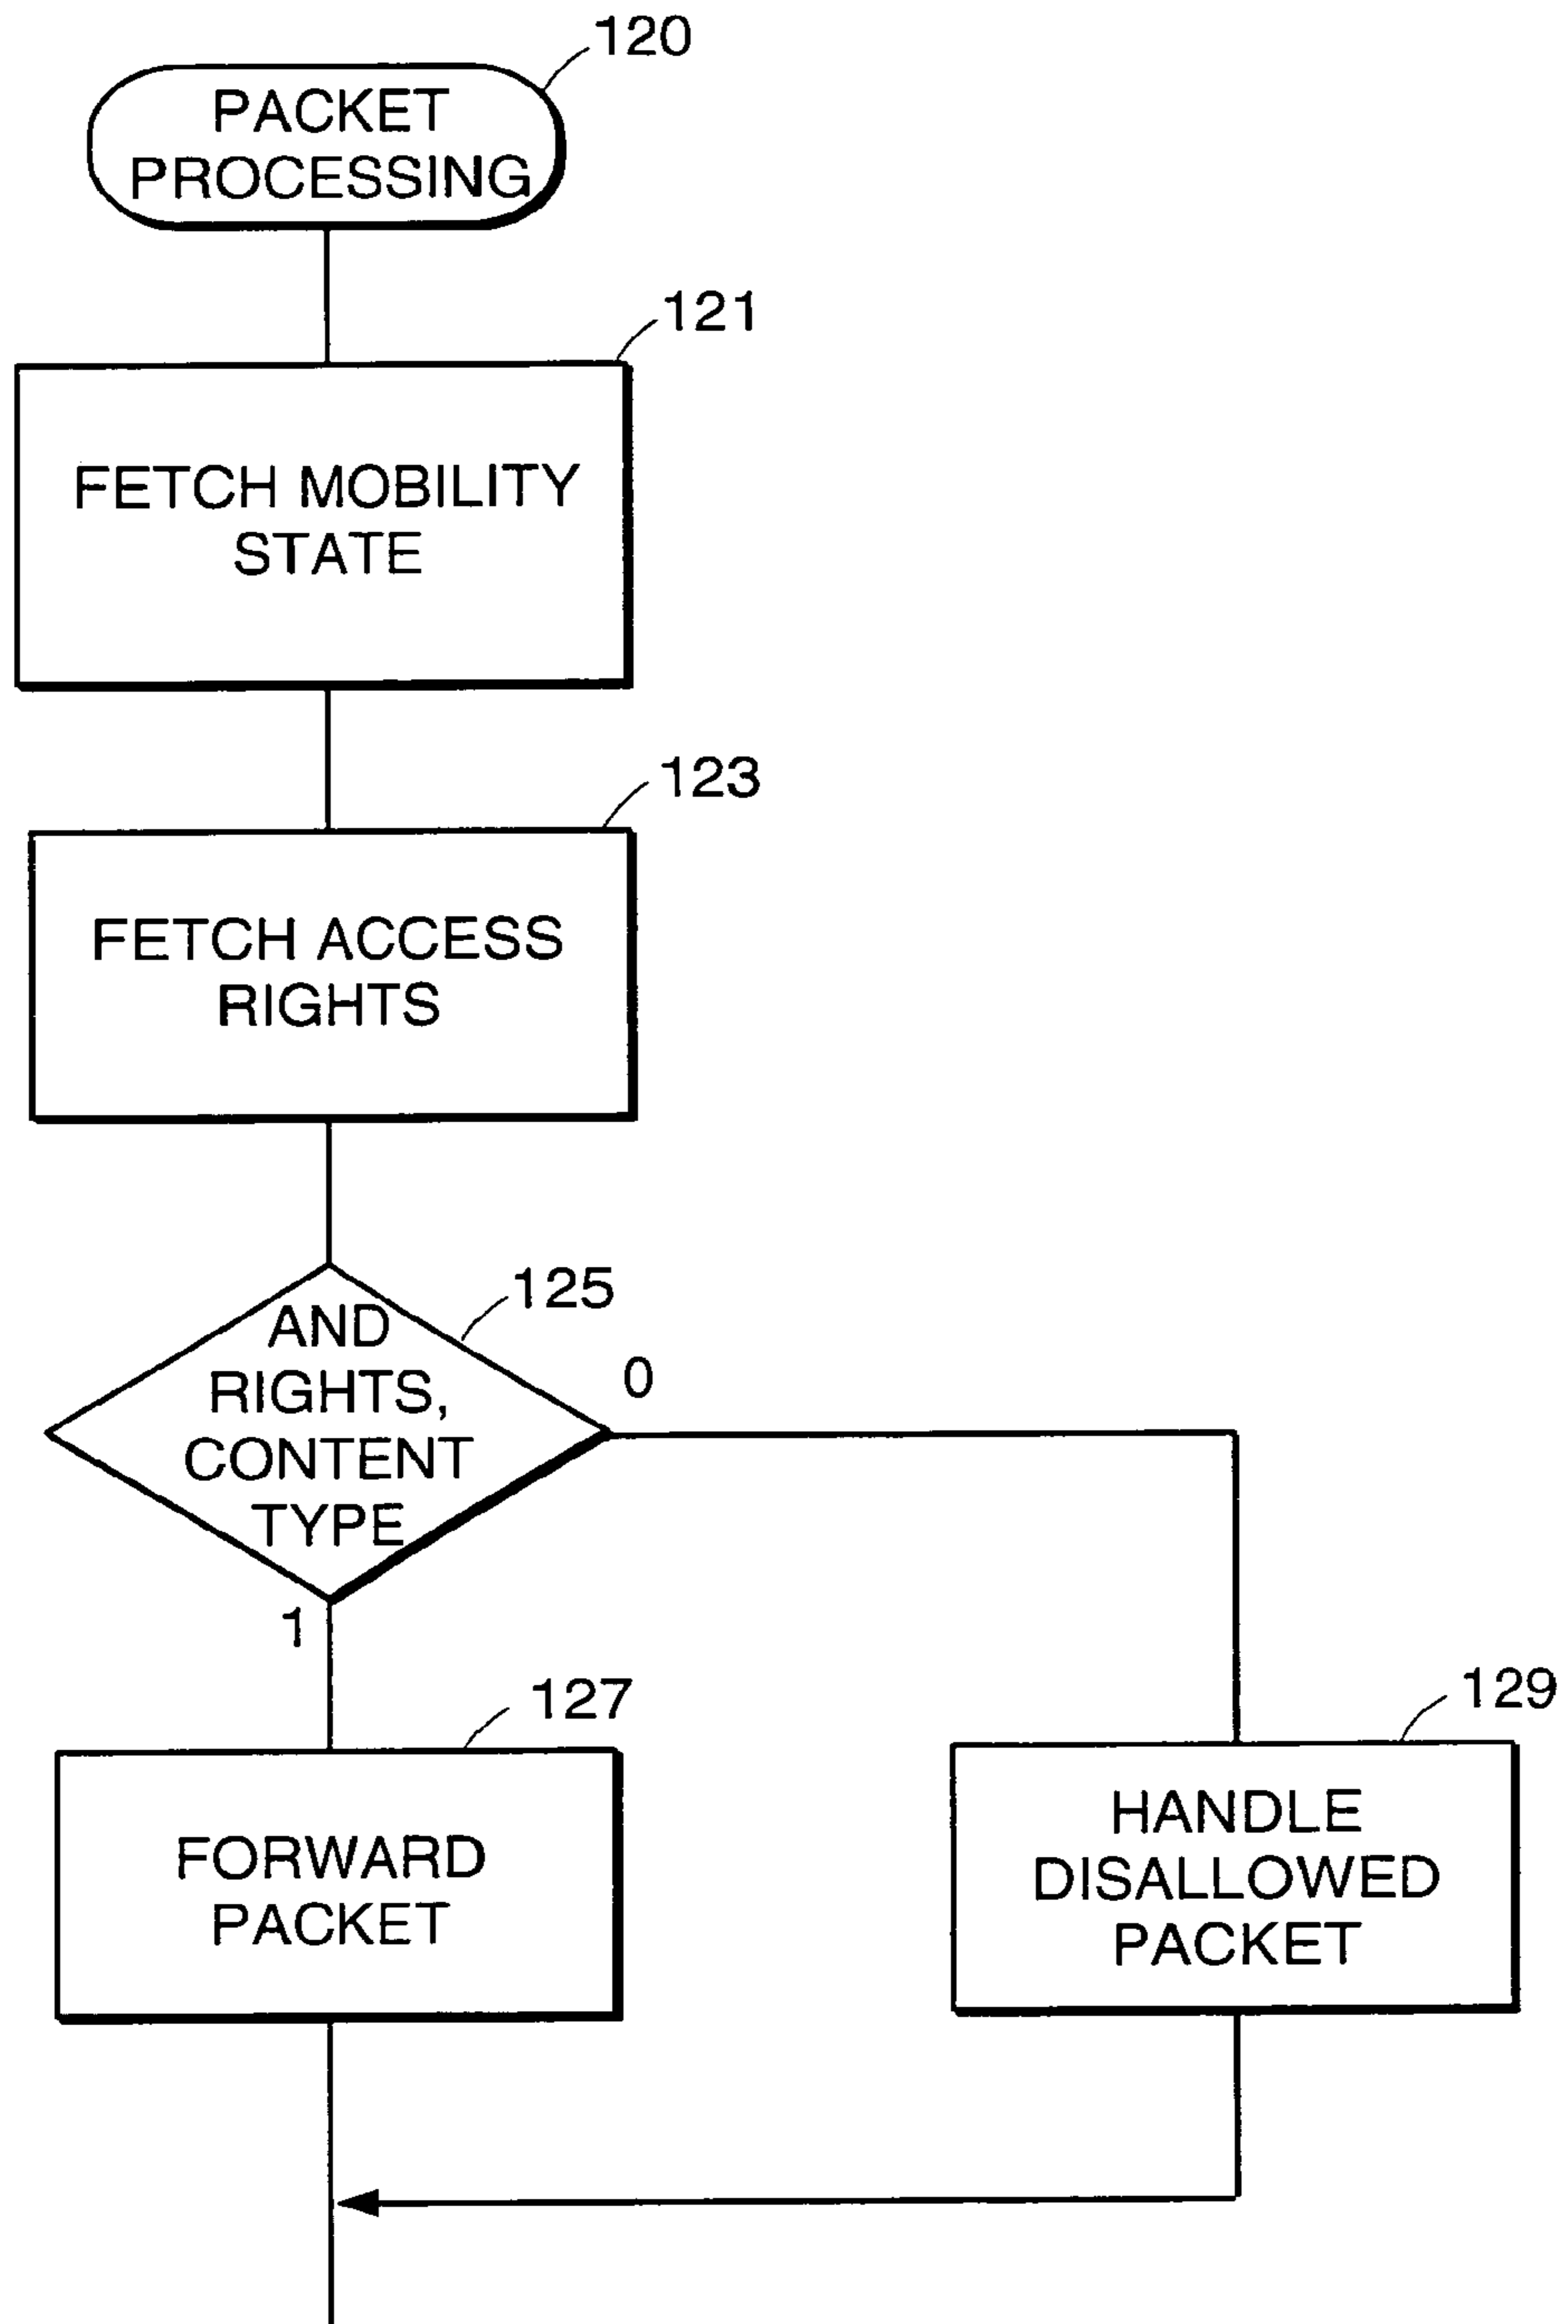 120
PACKET
PROCESSING
121
FETCH MOBILITY
STATE
123
FETCH ACCESS
RIGHTS
125
AND
RIGHTS,
CONTENT
TYPE
0
1
127
FORWARD
PACKET
129
HANDLE
DISALLOWED
PACKET